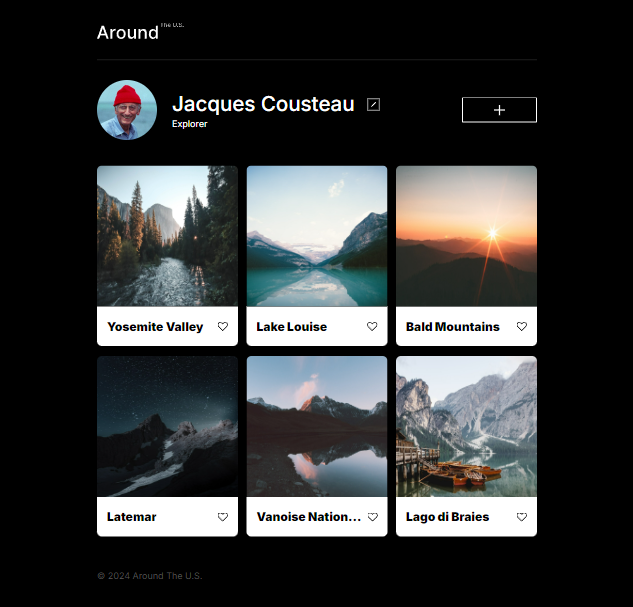 Around The U.S.
Jacques Cousteau
Explorer
Yosemite Valley
Lake Louise
Bald Mountains
Latemar
Vanoise Nation...
Lago di Braies
© 2024 Around The U.S.